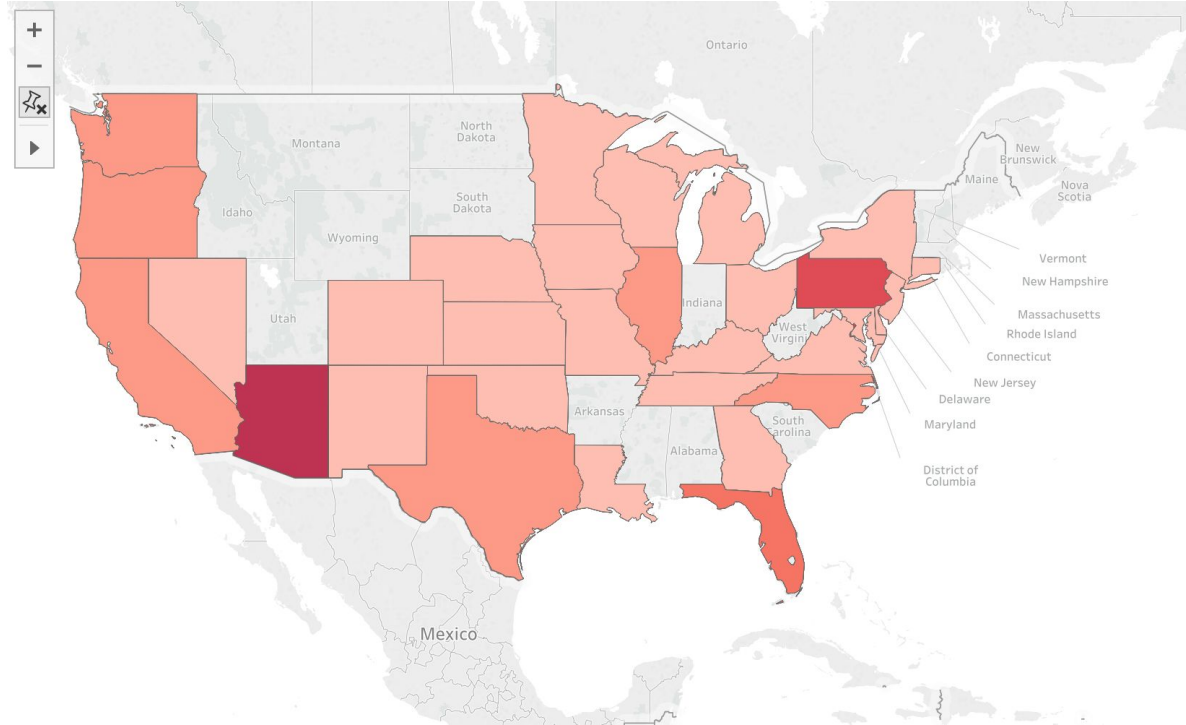 Ontario
North
Dakota
Montana
New
Brunswick
Maine
Nova
Scotia
South
Dakota
Idaho
Wyoming
Vermont
New Hampshire
Indiana
Massachusetts
Utah
West
Virgini
Rhode Island
Connecticut
New Jersey
Delaware
Arkansas
South
Carolina
Maryland
Alabama
District of
Columbia
Mexico